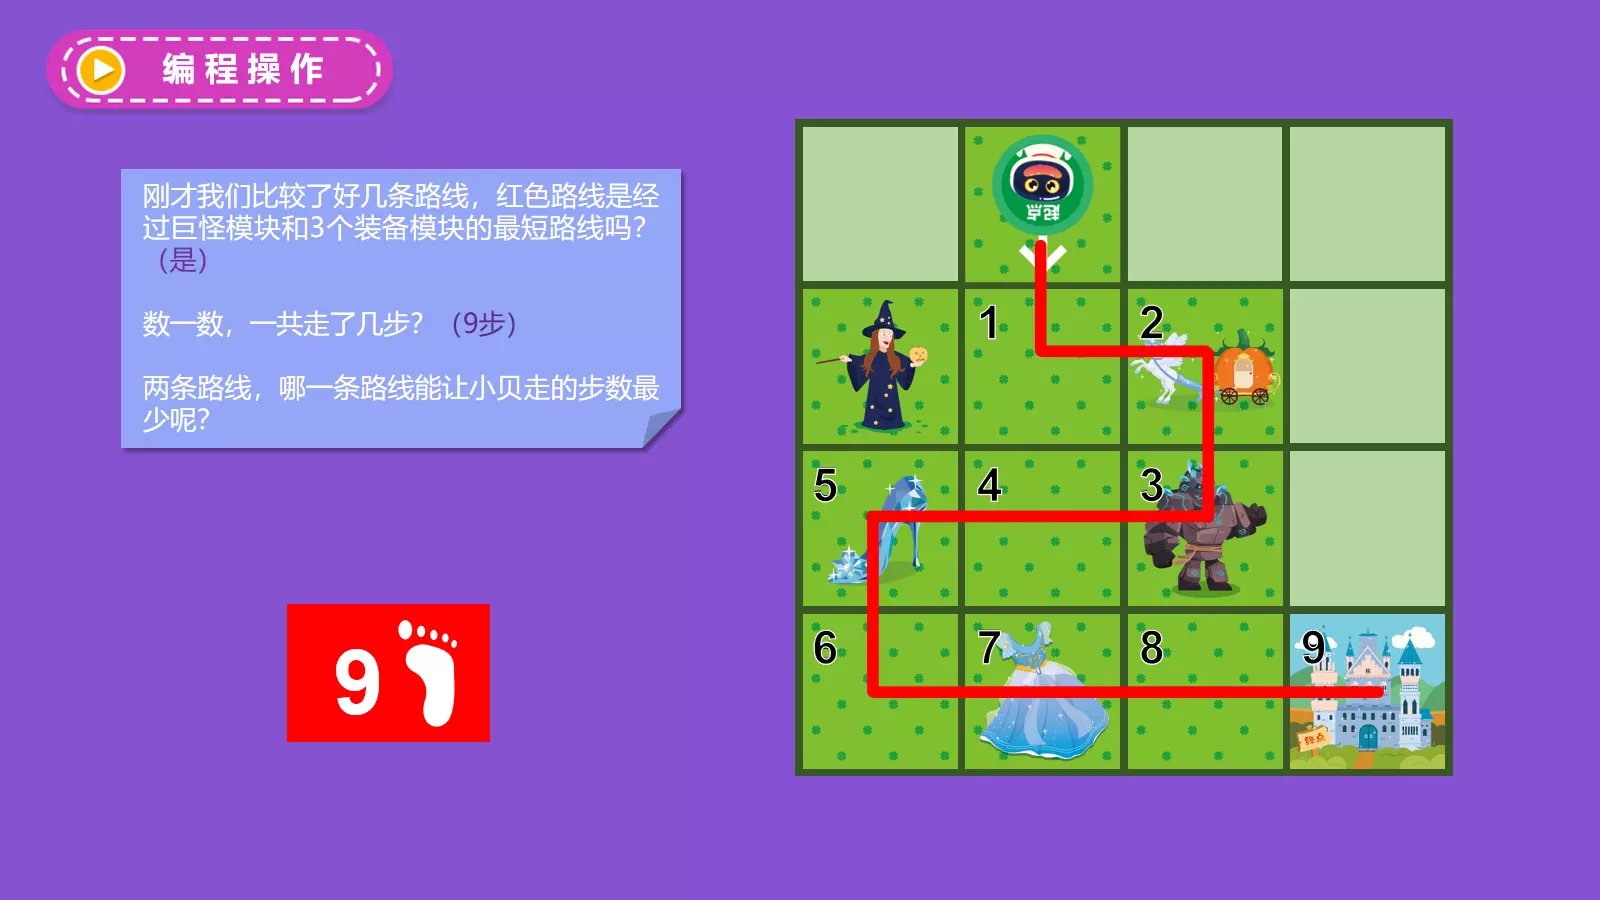 编程操作
刚才我们比较了好几条路线，红色路线是经
过巨怪模块和3个装备模块的最短路线吗？
（是）
数一数，一共走了几步？（9步）
两条路线，哪一条路线能让小贝走的步数最
少呢？
起点
1
2
5
4
3
6
7
8
9
终点
9